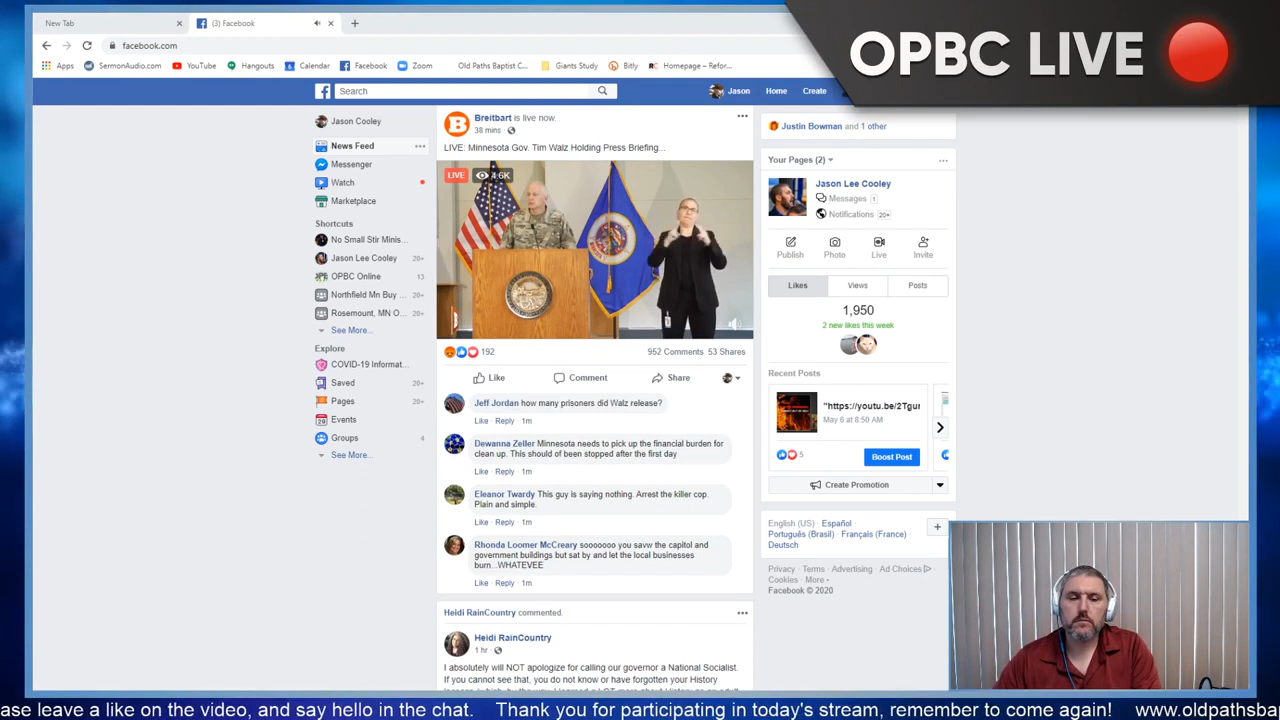 New Tab
(3) Facebook
facebook.com
Apps
SermonAudio.com
YouTube
Hangouts
Calendar
Facebook
Zoom
Old Paths Baptist C...
Giants Study
Bitly
Homepage – Refor...
OPBC LIVE
Search
Jason
Home
Create
Jason Cooley
News Feed
Messenger
Watch
Marketplace
Shortcuts
No Small Stir Minis...
Jason Lee Cooley 20+
OPBC Online 13
Northfield Mn Buy ... 20+
Rosemount, MN O... 20+
See More...
Explore
COVID-19 Informat...
Saved 20+
Pages 20+
Events
Groups 4
See More...
Breitbart is live now.
38 mins
LIVE: Minnesota Gov. Tim Walz Holding Press Briefing...
LIVE 4.6K
192
952 Comments 53 Shares
Like Comment Share
Jeff Jordan how many prisoners did Walz release?
Like · Reply · 1m
Dewanna Zeller Minnesota needs to pick up the financial burden for
clean up. This should of been stopped after the first day
Like · Reply · 1m
Eleanor Twardy This guy is saying nothing. Arrest the killer cop.
Plain and simple.
Like · Reply · 1m
Rhonda Loomer McCreary sooooooo you savw the capitol and
government buildings but sat by and let the local businesses
burn...WHATEVEE
Like · Reply · 1m
Heidi RainCountry commented.
Heidi RainCountry
1 hr
I absolutely will NOT apologize for calling our governor a National Socialist.
If you cannot see that, you do not know or have forgotten your History
Justin Bowman and 1 other
Your Pages (2)
Jason Lee Cooley
Messages 1
Notifications 20+
Publish Photo Live Invite
Likes Views Posts
1,950
2 new likes this week
Recent Posts
"https://youtu.be/2Tgur
May 6 at 8:50 AM
5
Boost Post
Create Promotion
English (US) · Español ·
Português (Brasil) · Français (France) ·
Deutsch
Privacy · Terms · Advertising · Ad Choices ·
Cookies · More
Facebook © 2020
ase leave a like on the video, and say hello in the chat. Thank you for participating in today's stream, remember to come again! www.oldpathsba